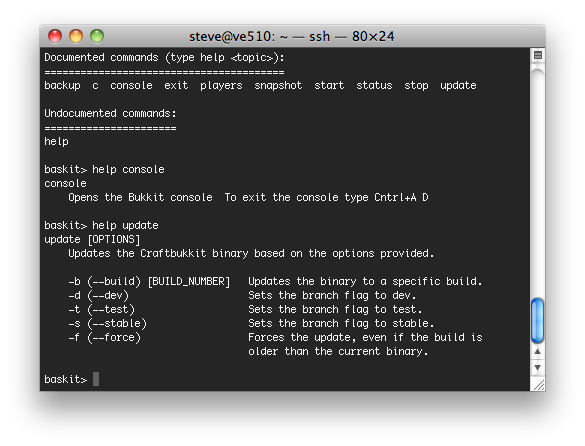 steve@ve510: ~ — ssh — 80×24
Documented commands (type help <topic>):
========================================
backup  c  console  exit  players  snapshot  start  status  stop  update

Undocumented commands:
======================
help

baskit> help console
console
    Opens the Bukkit console  To exit the console type Cntrl+A D

baskit> help update
update [OPTIONS]
    Updates the Craftbukkit binary based on the options provided.

    -b (--build) [BUILD_NUMBER]   Updates the binary to a specific build.
    -d (--dev)                    Sets the branch flag to dev.
    -t (--test)                   Sets the branch flag to test.
    -s (--stable)                 Sets the branch flag to stable.
    -f (--force)                  Forces the update, even if the build is
                                  older than the current binary.

baskit>